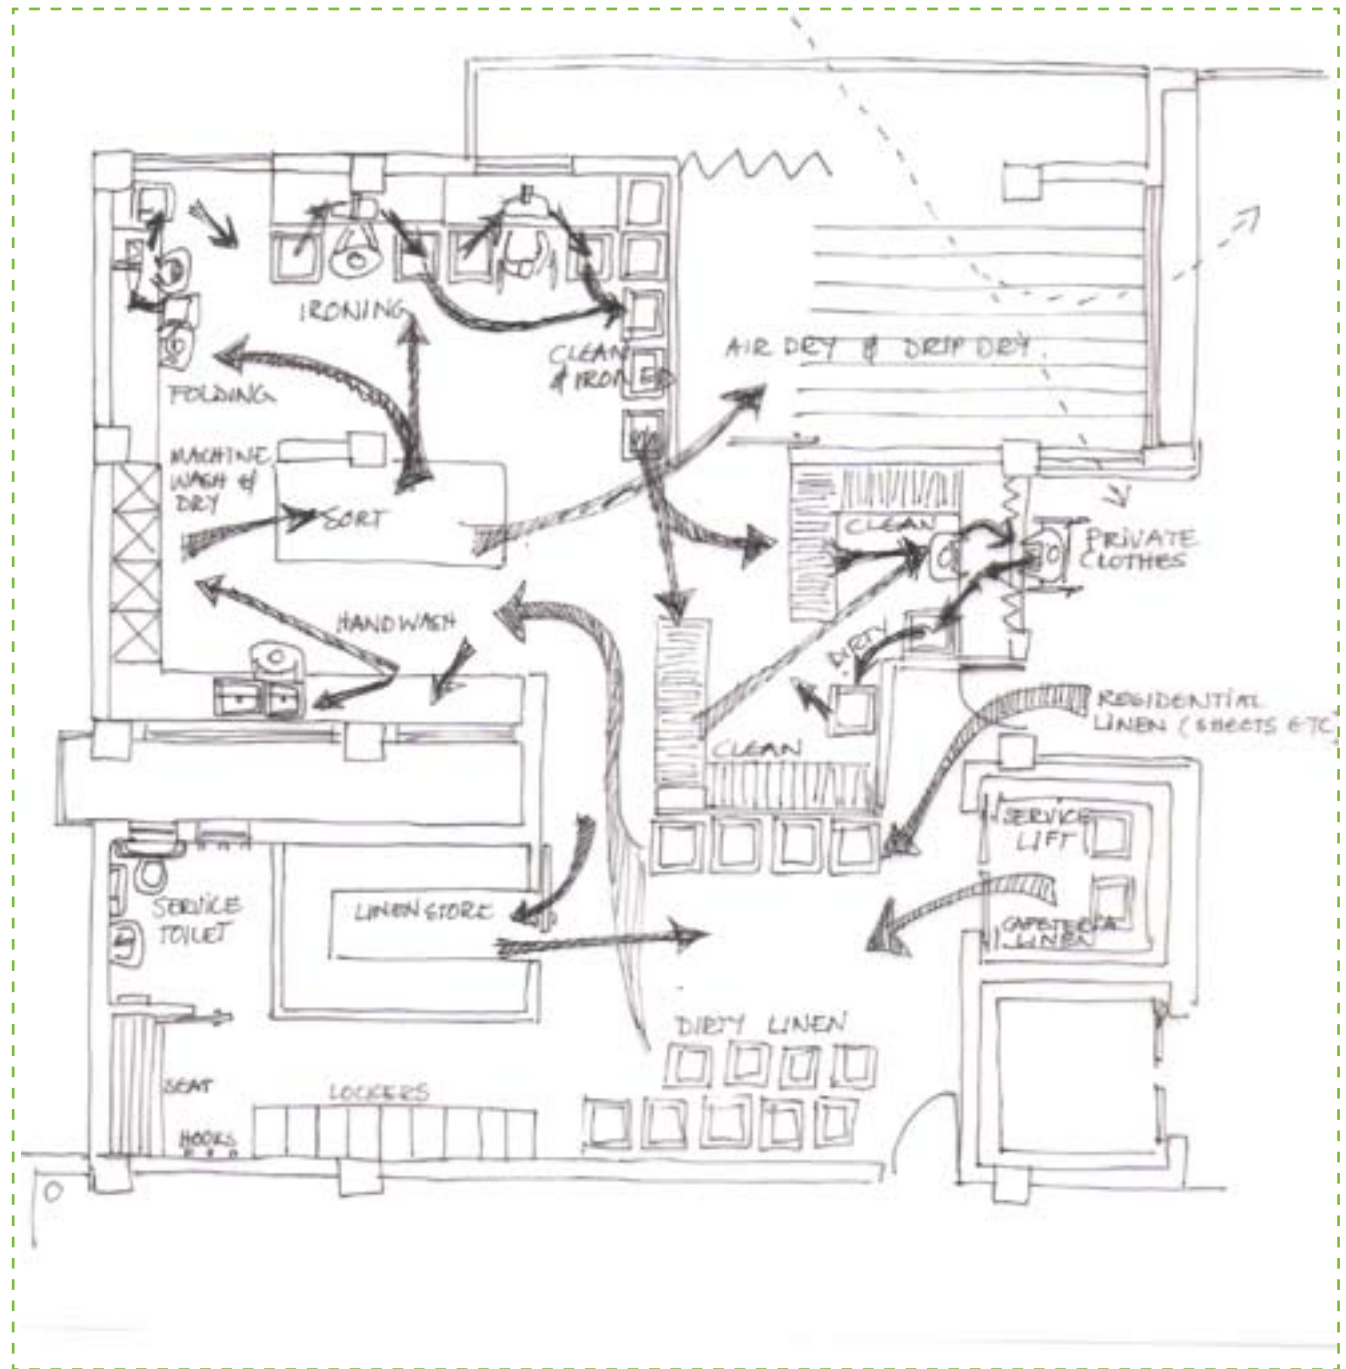 IRONING
CLEAN
& IRONED
AIR DRY & DRIP DRY
FOLDING
MACHINE
WASH &
DRY
SORT
CLEAN
PRIVATE
CLOTHES
HANDWASH
DIRTY
RESIDENTIAL
LINEN (SHEETS ETC
CLEAN
SERVICE
LIFT
SERVICE
TOILET
LINEN STORE
CAFETERIA
LINEN
DIRTY LINEN
SEAT
LOCKERS
HOOKS